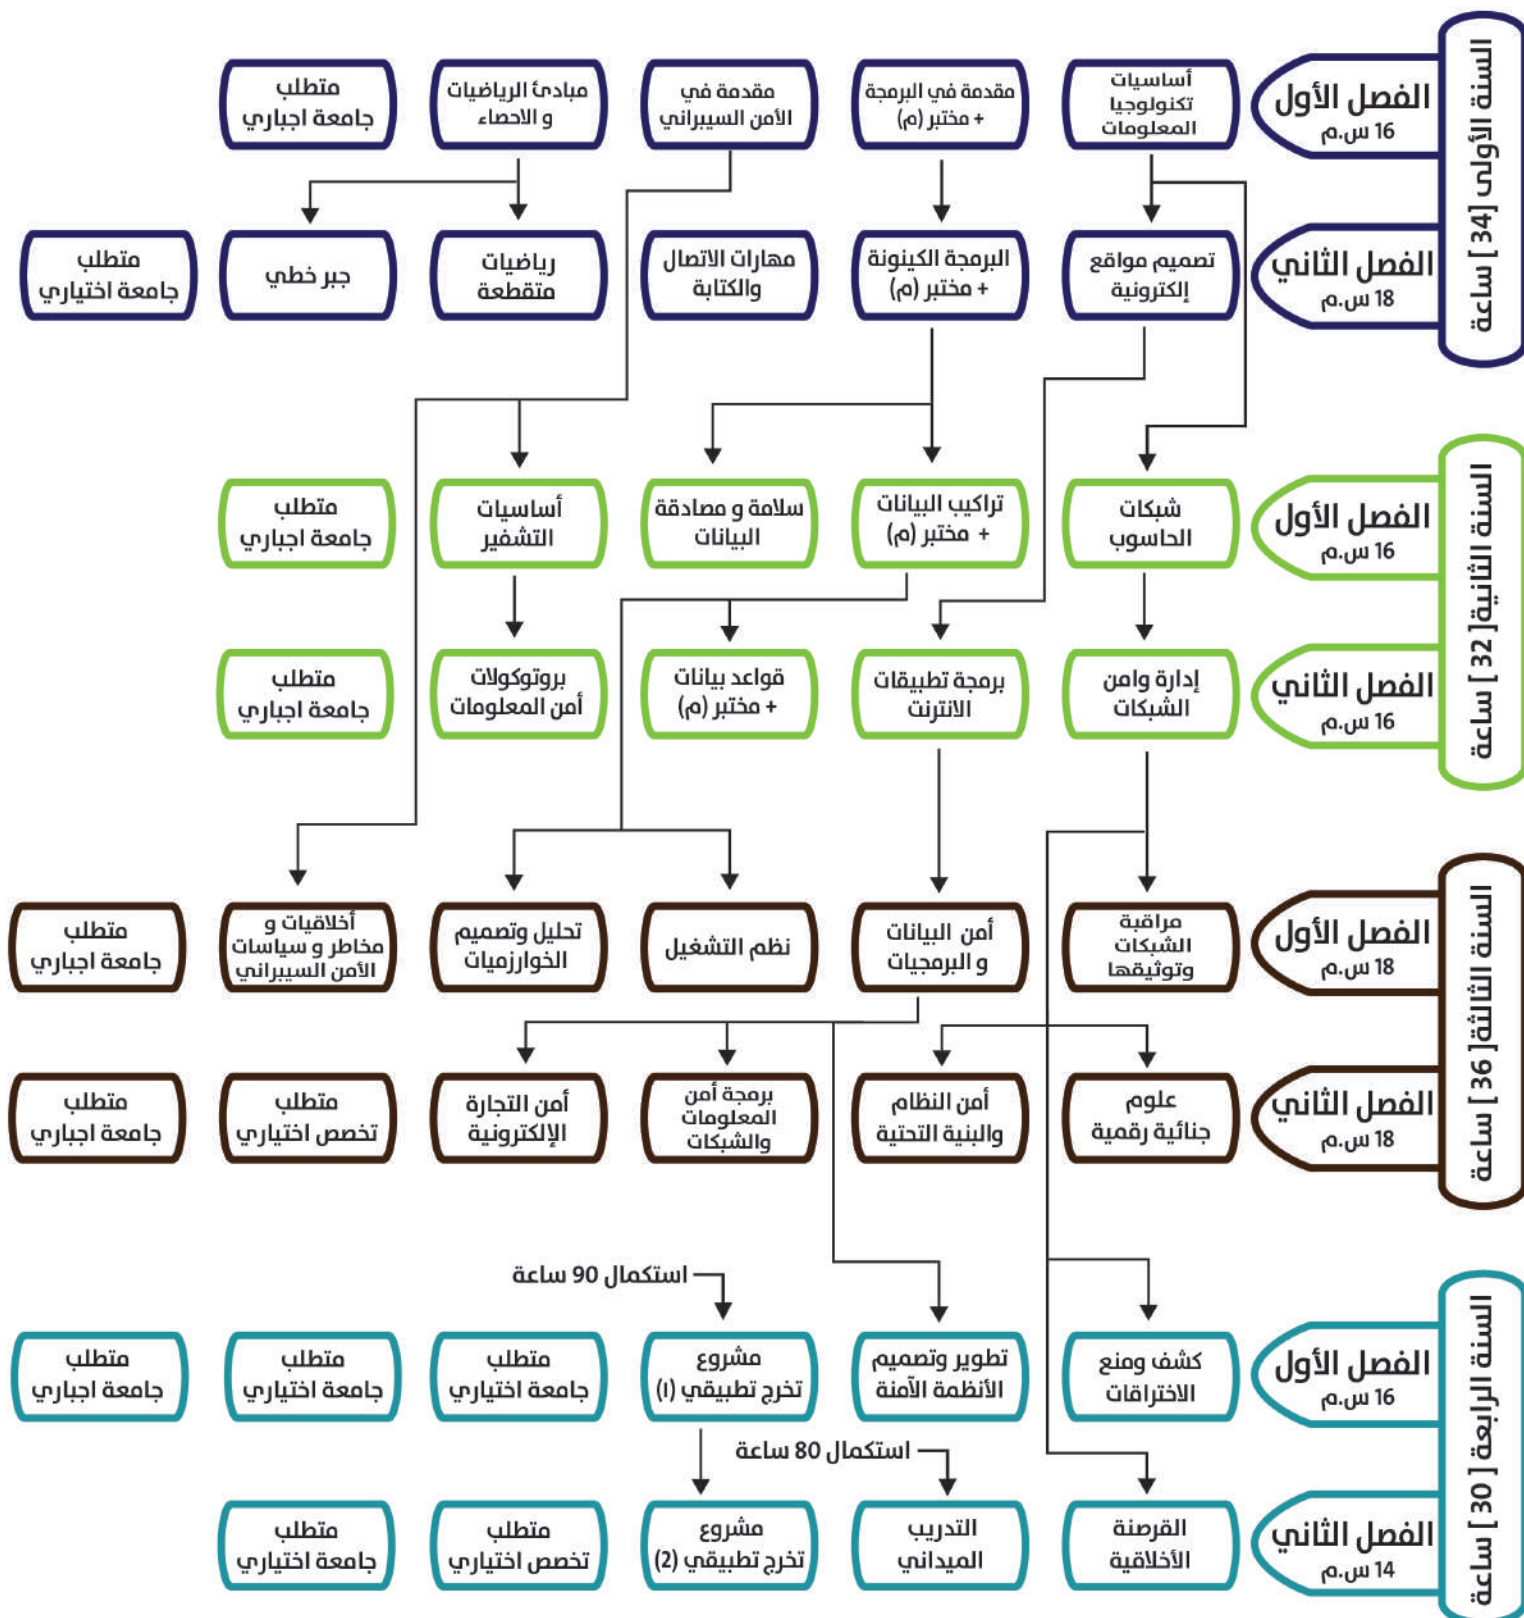 السنة الأولى [ 34 ] ساعة
الفصل الأول
16 س.م
أساسيات
تكنولوجيا
المعلومات
مقدمة في البرمجة
+ مختبر (م)
مقدمة في
الأمن السيبراني
مبادئ الرياضيات
و الاحصاء
متطلب
جامعة اجباري
الفصل الثاني
18 س.م
تصميم مواقع
إلكترونية
البرمجة الكينونة
+ مختبر (م)
مهارات الاتصال
والكتابة
رياضيات
متقطعة
جبر خطي
متطلب
جامعة اختياري
السنة الثانية[ 32 ] ساعة
الفصل الأول
16 س.م
شبكات
الحاسوب
تراكيب البيانات
+ مختبر (م)
سلامة و مصادقة
البيانات
أساسيات
التشفير
متطلب
جامعة اجباري
الفصل الثاني
16 س.م
إدارة وامن
الشبكات
برمجة تطبيقات
الانترنت
قواعد بيانات
+ مختبر (م)
بروتوكولات
أمن المعلومات
متطلب
جامعة اجباري
السنة الثالثة[ 36 ] ساعة
الفصل الأول
18 س.م
مراقبة
الشبكات
وتوثيقها
أمن البيانات
و البرمجيات
نظم التشغيل
تحليل وتصميم
الخوارزميات
أخلاقيات و
مخاطر و سياسات
الأمن السيبراني
متطلب
جامعة اجباري
الفصل الثاني
18 س.م
علوم
جنائية رقمية
أمن النظام
والبنية التحتية
برمجة أمن
المعلومات
والشبكات
أمن التجارة
الإلكترونية
متطلب
تخصص اختياري
متطلب
جامعة اجباري
السنة الرابعة [ 30 ] ساعة
استكمال 90 ساعة
الفصل الأول
16 س.م
كشف ومنع
الاختراقات
تطوير وتصميم
الأنظمة الآمنة
مشروع
تخرج تطبيقي (1)
متطلب
جامعة اختياري
متطلب
جامعة اختياري
متطلب
جامعة اجباري
استكمال 80 ساعة
الفصل الثاني
14 س.م
القرصنة
الأخلاقية
التدريب
الميداني
مشروع
تخرج تطبيقي (2)
متطلب
تخصص اختياري
متطلب
جامعة اختياري